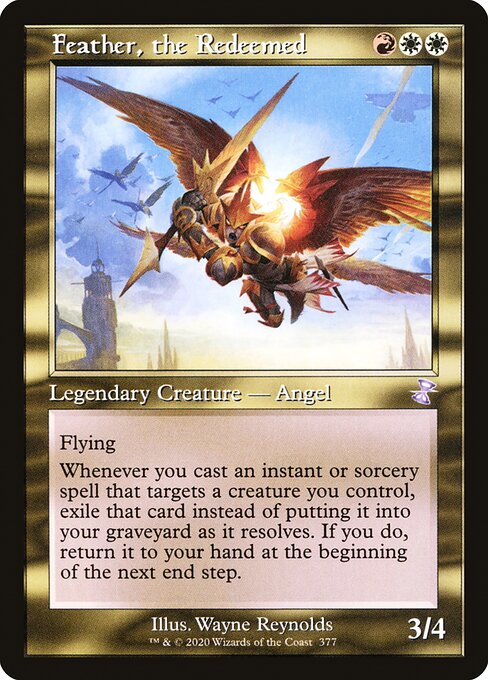 Feather, the Redeemed
Legendary Creature — Angel
Flying
Whenever you cast an instant or sorcery
spell that targets a creature you control,
exile that card instead of putting it into
your graveyard as it resolves. If you do,
return it to your hand at the beginning
of the next end step.
Illus. Wayne Reynolds
™ & © 2020 Wizards of the Coast 377
3/4